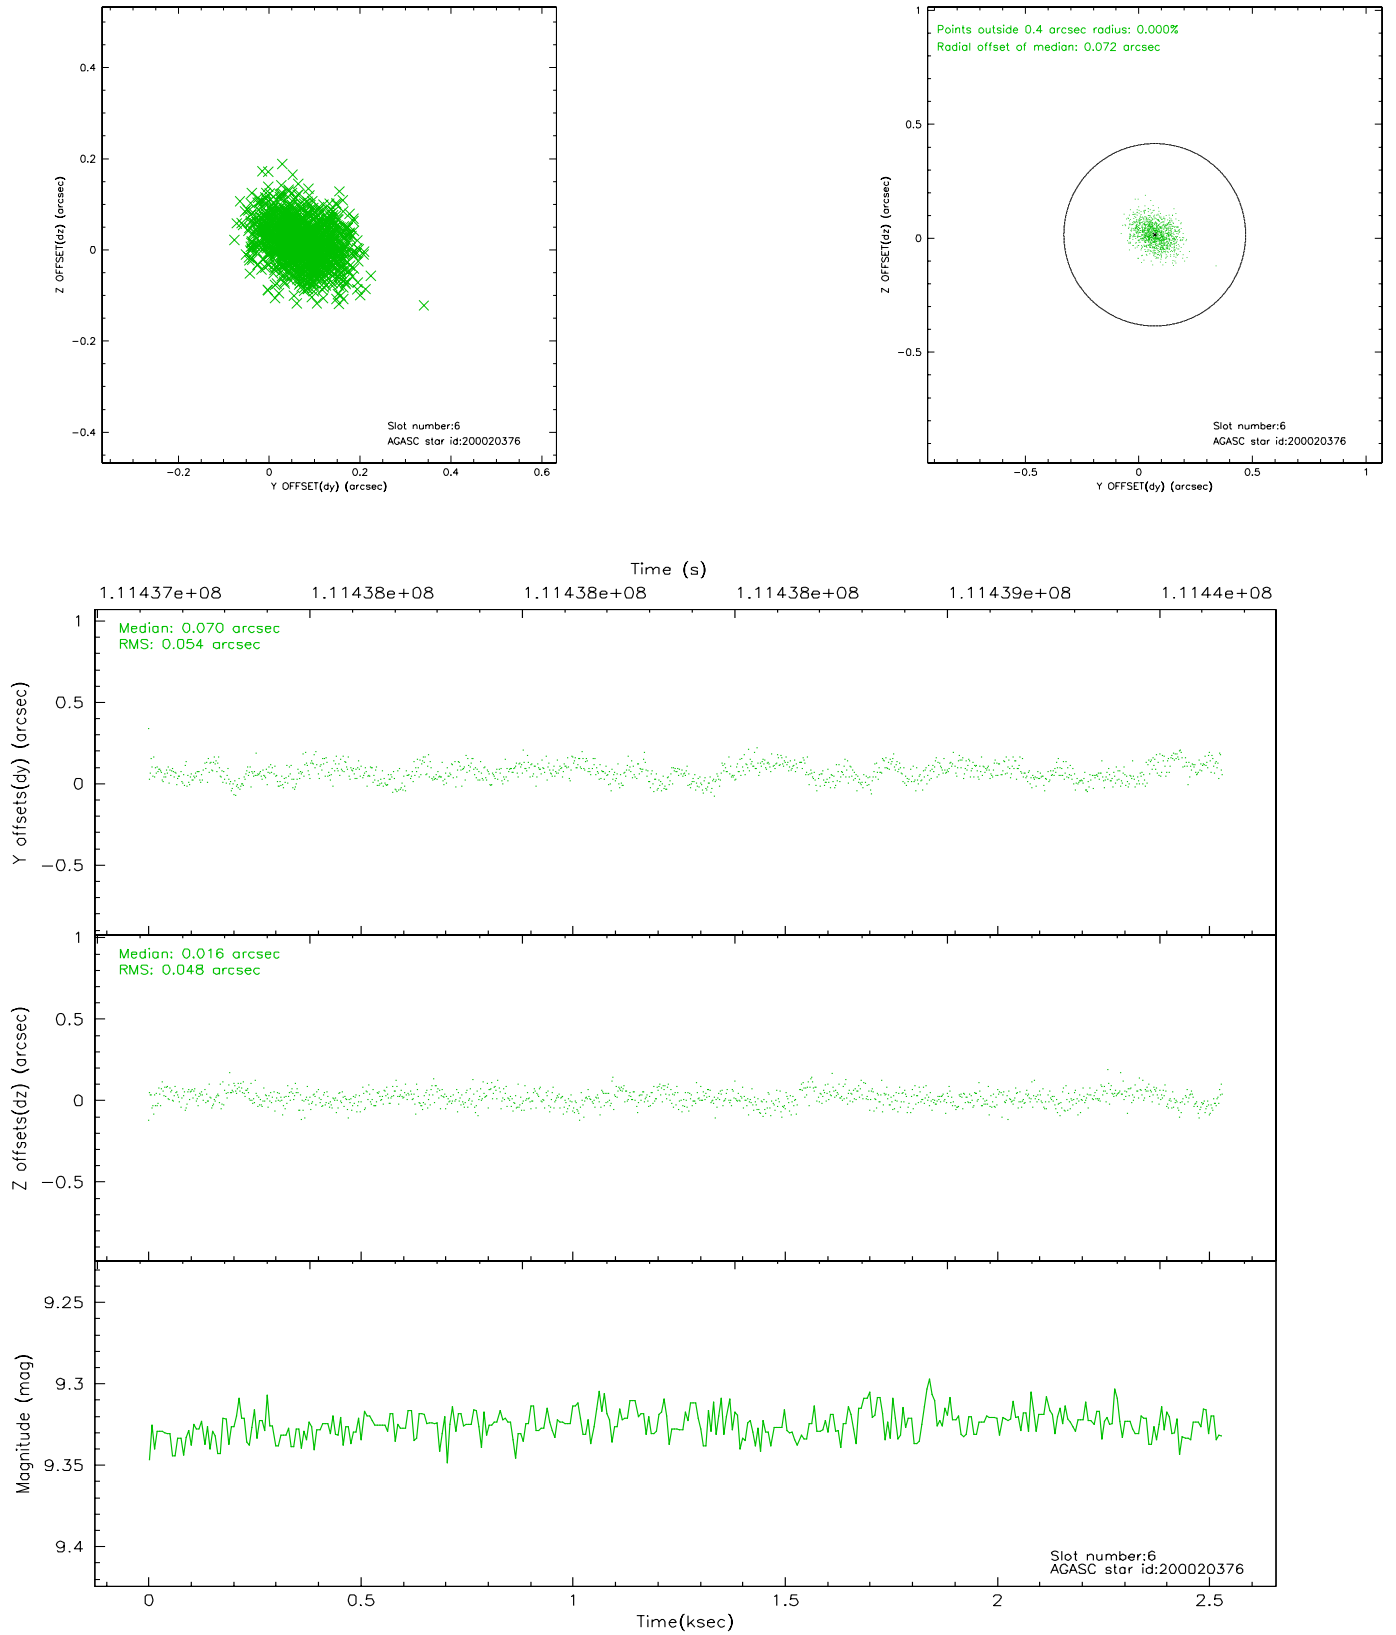 0.4
0.2
0
−0.2
−0.4
Z OFFSET(dz) (arcsec)
Slot number:6
AGASC star id:200020376
−0.2 0 0.2 0.4 0.6
Y OFFSET(dy) (arcsec)
1
0.5
0
−0.5
Z OFFSET(dz) (arcsec)
Points outside 0.4 arcsec radius: 0.000%
Radial offset of median: 0.072 arcsec
Slot number:6
AGASC star id:200020376
−0.5 0 0.5 1
Y OFFSET(dy) (arcsec)
Time (s)
1.11437e+08 1.11438e+08 1.11438e+08 1.11438e+08 1.11439e+08 1.1144e+08
Median: 0.070 arcsec
RMS: 0.054 arcsec
1
0.5
0
−0.5
Y offsets(dy) (arcsec)
Median: 0.016 arcsec
RMS: 0.048 arcsec
1
0.5
0
−0.5
Z offsets(dz) (arcsec)
9.25
9.3
9.35
9.4
Magnitude (mag)
Slot number:6
AGASC star id:200020376
0 0.5 1 1.5 2 2.5
Time(ksec)